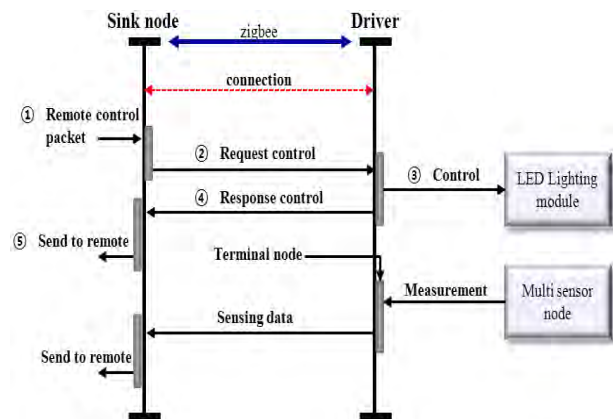 Sink node
Driver
zigbee
connection
① Remote control
packet
② Request control
③ Control
LED Lighting
module
④ Response control
⑤ Send to remote
Terminal node
Measurement
Multi sensor
node
Sensing data
Send to remote